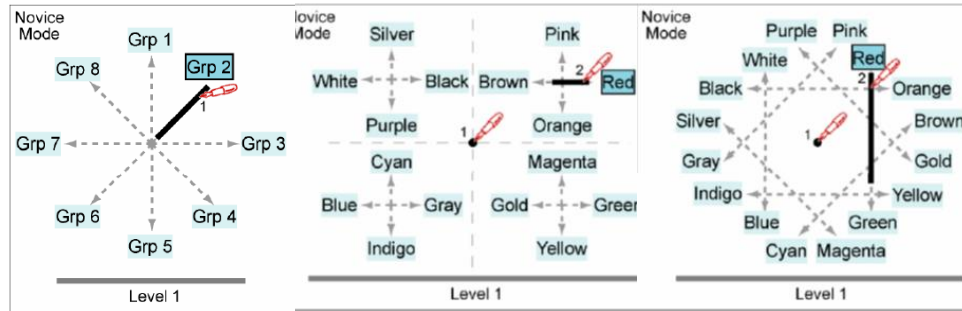 Novice
Mode
Grp 1
Grp 2
Grp 8
1
Grp 7
Grp 3
Grp 6
Grp 4
Grp 5
Level 1
Novice
Mode
Silver
Pink
2
White
Black
Brown
Red
Purple
Orange
1
Cyan
Magenta
Blue
Gray
Gold
Green
Indigo
Yellow
Level 1
Novice
Mode
Purple
Pink
White
Red
2
Black
Orange
Silver
1
Brown
Gray
Gold
Indigo
Yellow
Blue
Green
Cyan
Magenta
Level 1